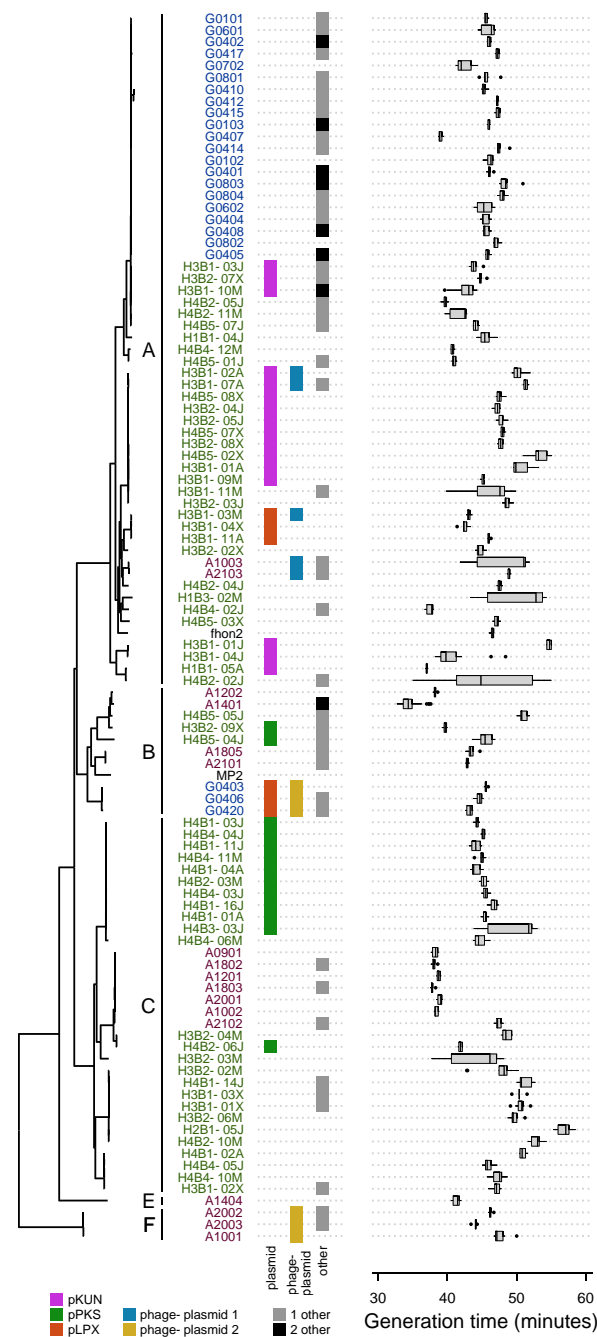 G0101
G0601
G0402
G0417
G0702
G0801
G0410
G0412
G0415
G0103
G0407
G0414
G0102
G0401
G0803
G0804
G0602
G0404
G0408
G0802
G0405
H3B1- 03J
H3B2- 07X
H3B1- 10M
H4B2- 05J
H4B2- 11M
H4B5- 07J
H1B1- 04J
A
H4B4- 12M
H4B5- 01J
H3B1- 02A
H3B1- 07A
H4B5- 08X
H3B2- 04J
H3B2- 05J
H4B5- 07X
H3B2- 08X
H4B5- 02X
H3B1- 01A
H3B1- 09M
H3B1- 11M
H3B2- 03J
H3B1- 03M
H3B1- 04X
H3B1- 11A
H3B2- 02X
A1003
A2103
H4B2- 04J
H1B3- 02M
H4B4- 02J
H4B5- 03X
fhon2
H3B1- 01J
H3B1- 04J
H1B1- 05A
H4B2- 02J
A1202
A1401
H4B5- 05J
H3B2- 09X
H4B5- 04J
B
A1805
A2101
MP2
G0403
G0406
G0420
H4B1- 03J
H4B4- 04J
H4B1- 11J
H4B4- 11M
H4B1- 04A
H4B2- 03M
H4B4- 03J
H4B1- 16J
H4B1- 01A
H4B3- 03J
H4B4- 06M
A0901
A1802
A1201
A1803
C
A2001
A1002
A2102
H3B2- 04M
H4B2- 06J
H3B2- 03M
H3B2- 02M
H4B1- 14J
H3B1- 03X
H3B1- 01X
H3B2- 06M
H2B1- 05J
H4B2- 10M
H4B1- 02A
H4B4- 05J
H4B4- 10M
H3B1- 02X
E
A1404
A2002
F
A2003
A1001
plasmid
phage-
plasmid
other
30 40 50 60
Generation time (minutes)
pKUN
pPKS
pLPX
phage- plasmid 1
phage- plasmid 2
1 other
2 other